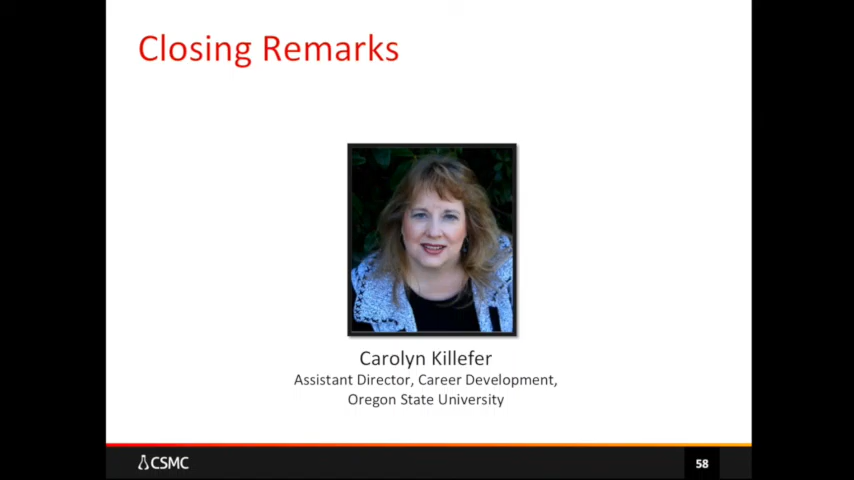 Closing Remarks
Carolyn Killefer
Assistant Director, Career Development,
Oregon State University
CSMC
58